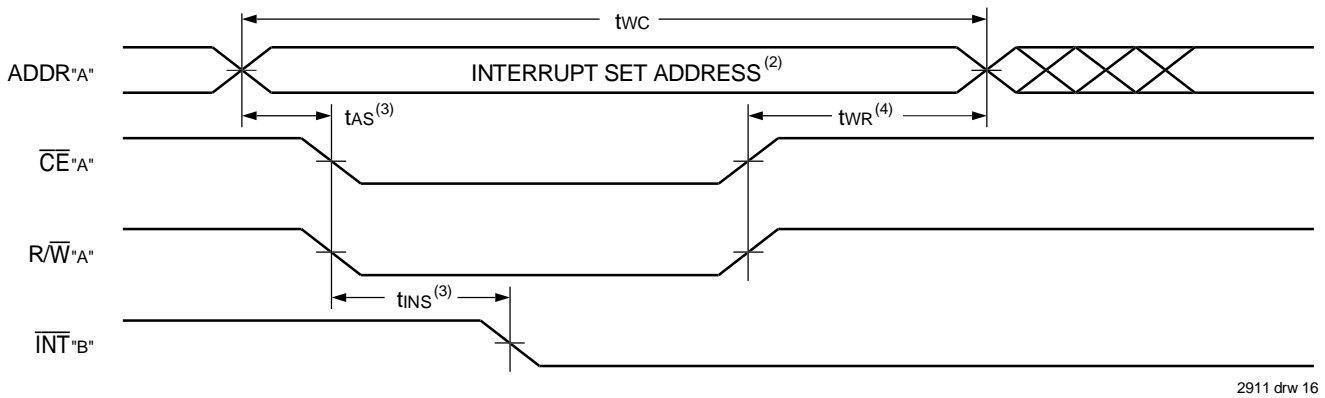 tWC
ADDR"A"
INTERRUPT SET ADDRESS(2)
tAS(3)
tWR(4)
CE"A"
R/W"A"
tINS(3)
INT"B"
2911 drw 16